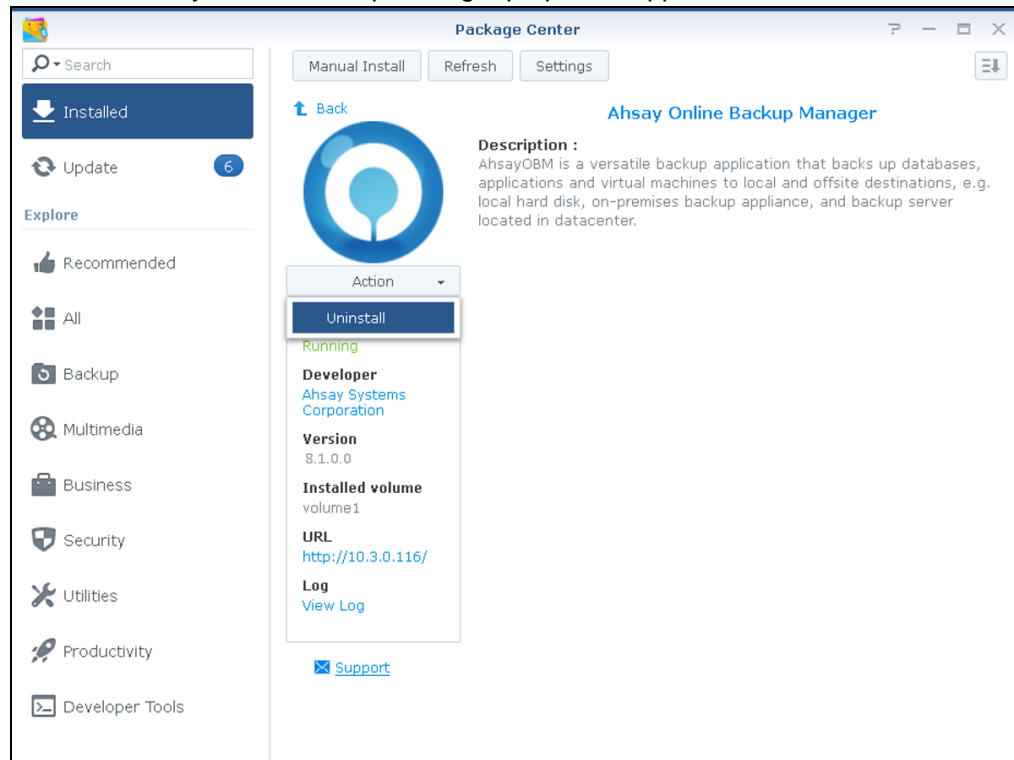 Package Center
Search
Manual Install Refresh Settings
Installed
Update 6
Explore
Recommended
All
Backup
Multimedia
Business
Security
Utilities
Productivity
Developer Tools
Back
Ahsay Online Backup Manager
Description :
AhsayOBM is a versatile backup application that backs up databases,
applications and virtual machines to local and offsite destinations, e.g.
local hard disk, on-premises backup appliance, and backup server
located in datacenter.
Action
Uninstall
Running
Developer
Ahsay Systems
Corporation
Version
8.1.0.0
Installed volume
volume1
URL
http://10.3.0.116/
Log
View Log
Support